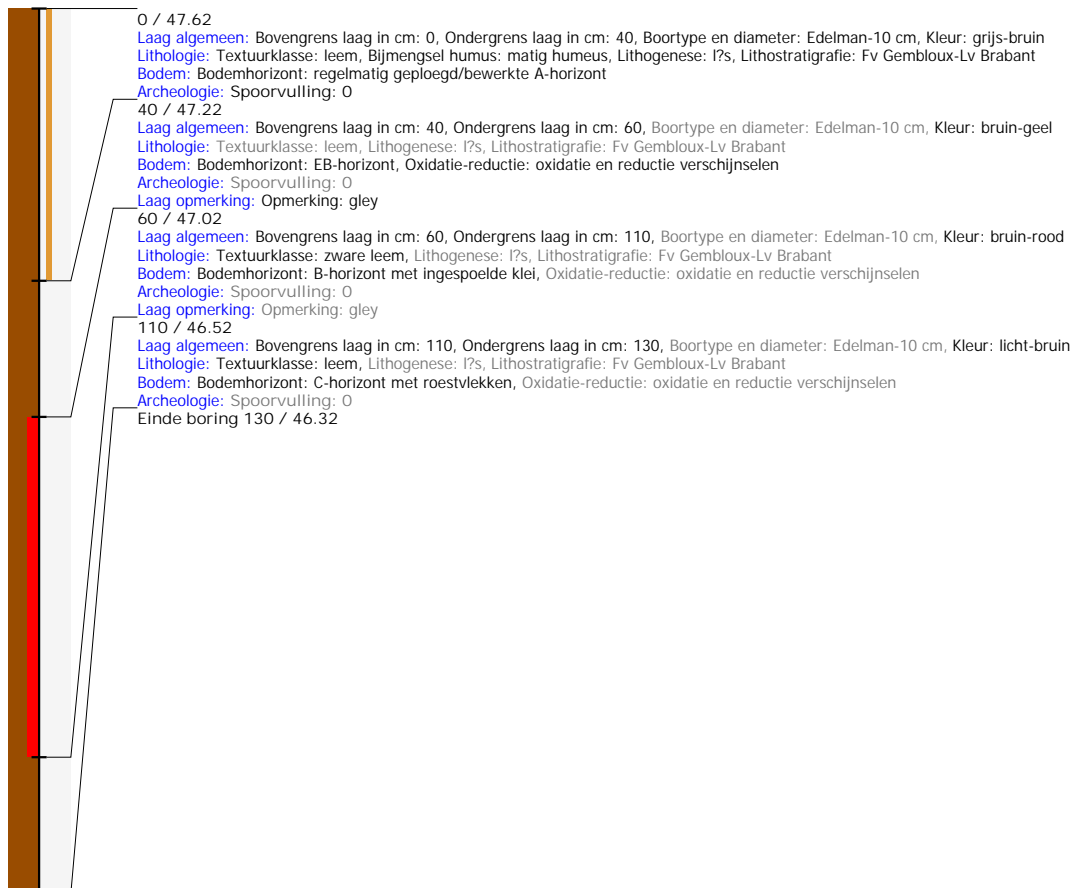 0 / 47.62
Laag algemeen: Bovengrens laag in cm: 0, Ondergrens laag in cm: 40, Boortype en diameter: Edelman-10 cm, Kleur: grijs-bruin
Lithologie: Textuurklasse: leem, Bijmengsel humus: matig humeus, Lithogenese: l?s, Lithostratigrafie: Fv Gembloux-Lv Brabant
Bodem: Bodemhorizont: regelmatig geploegd/bewerkte A-horizont
Archeologie: Spoorvulling: 0
40 / 47.22
Laag algemeen: Bovengrens laag in cm: 40, Ondergrens laag in cm: 60, Boortype en diameter: Edelman-10 cm, Kleur: bruin-geel
Lithologie: Textuurklasse: leem, Lithogenese: l?s, Lithostratigrafie: Fv Gembloux-Lv Brabant
Bodem: Bodemhorizont: EB-horizont, Oxidatie-reductie: oxidatie en reductie verschijnselen
Archeologie: Spoorvulling: 0
Laag opmerking: Opmerking: gley
60 / 47.02
Laag algemeen: Bovengrens laag in cm: 60, Ondergrens laag in cm: 110, Boortype en diameter: Edelman-10 cm, Kleur: bruin-rood
Lithologie: Textuurklasse: zware leem, Lithogenese: l?s, Lithostratigrafie: Fv Gembloux-Lv Brabant
Bodem: Bodemhorizont: B-horizont met ingespoelde klei, Oxidatie-reductie: oxidatie en reductie verschijnselen
Archeologie: Spoorvulling: 0
Laag opmerking: Opmerking: gley
110 / 46.52
Laag algemeen: Bovengrens laag in cm: 110, Ondergrens laag in cm: 130, Boortype en diameter: Edelman-10 cm, Kleur: licht-bruin
Lithologie: Textuurklasse: leem, Lithogenese: l?s, Lithostratigrafie: Fv Gembloux-Lv Brabant
Bodem: Bodemhorizont: C-horizont met roestvlekken, Oxidatie-reductie: oxidatie en reductie verschijnselen
Archeologie: Spoorvulling: 0
Einde boring 130 / 46.32